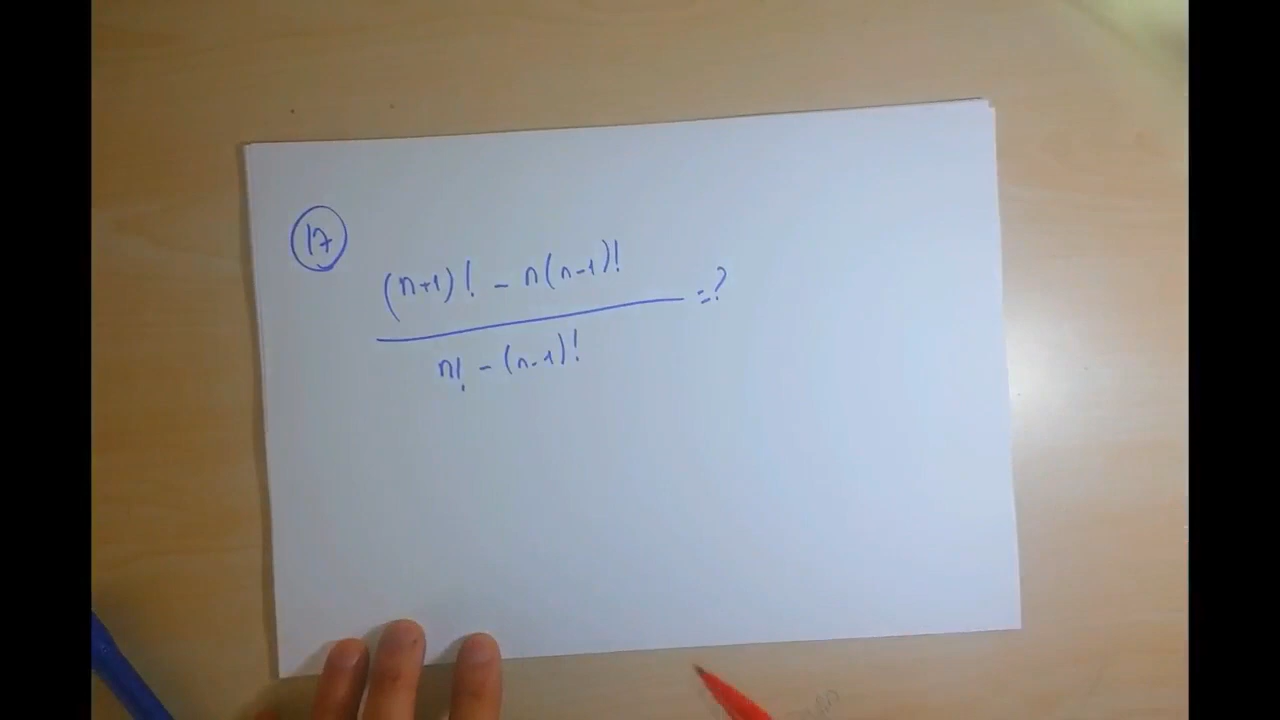 17
(n+1)! - n(n-1)!
n! - (n-1)!
=?